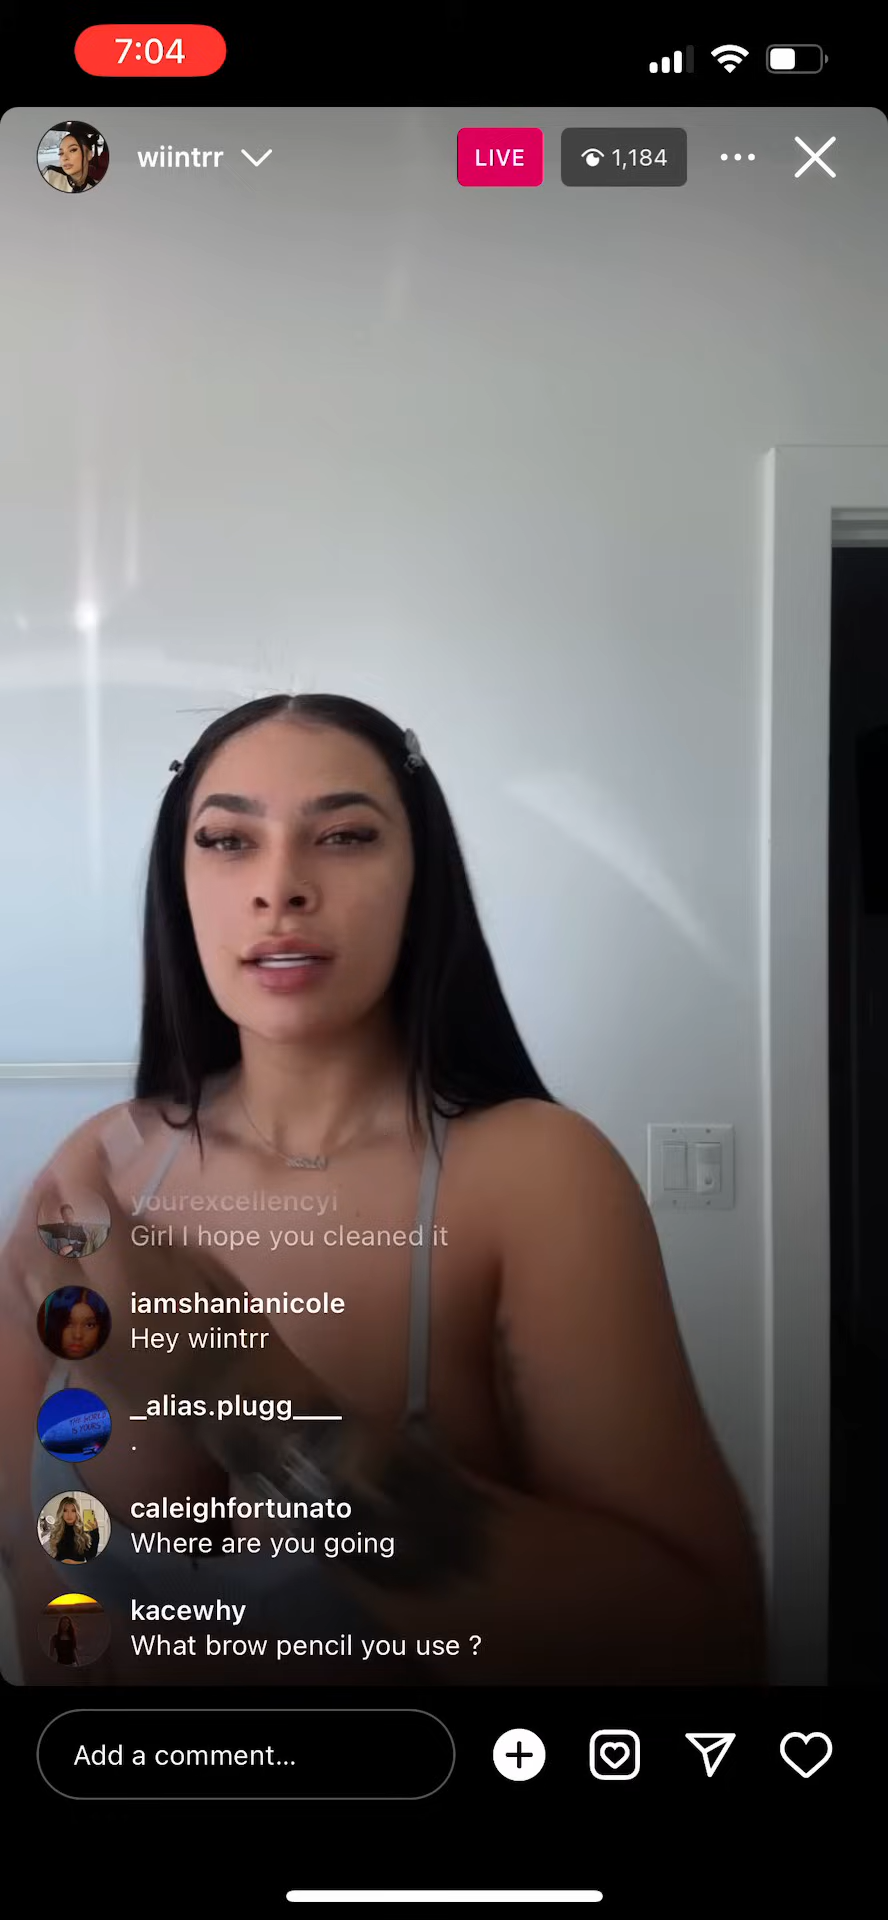 7:04
wiintrr
LIVE
1,184
yourexcellencyi
Girl I hope you cleaned it
iamshanianicole
Hey wiintrr
_alias.plugg___
.
caleighfortunato
Where are you going
kacewhy
What brow pencil you use ?
Add a comment...